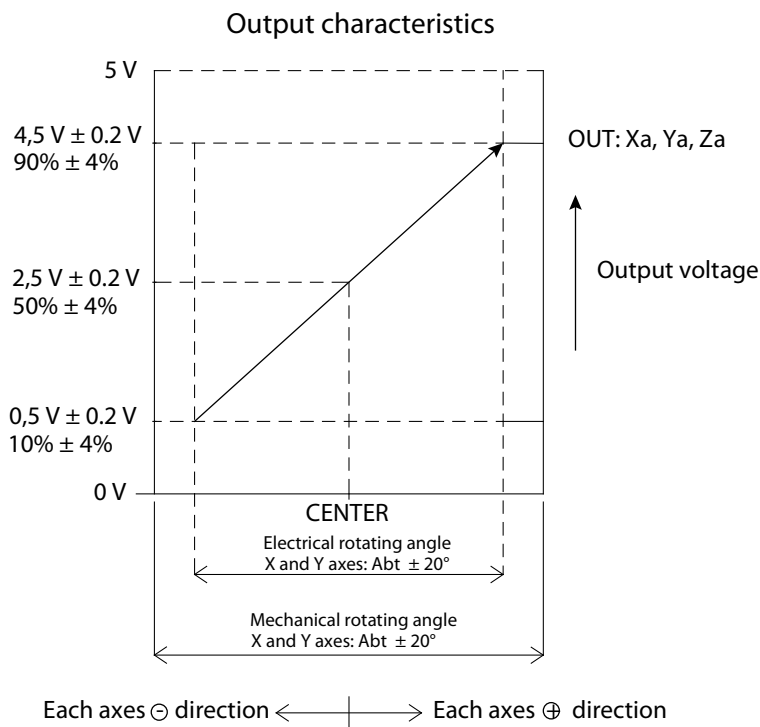 Output characteristics
5 V
4,5 V ± 0.2 V
90% ± 4%
OUT: Xa, Ya, Za
Output voltage
2,5 V ± 0.2 V
50% ± 4%
0,5 V ± 0.2 V
10% ± 4%
0 V
CENTER
Electrical rotating angle
X and Y axes: Abt ± 20°
Mechanical rotating angle
X and Y axes: Abt ± 20°
Each axes ⊖ direction
Each axes ⊕ direction